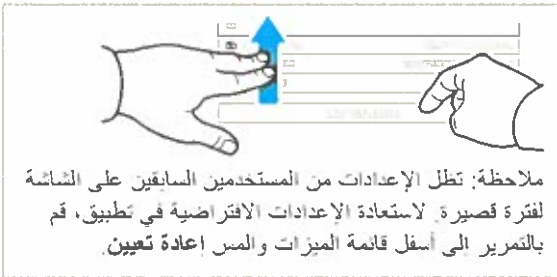 ملاحظة: تظل الإعدادات من المستخدمين السابقين على الشاشة
لفترة قصيرة. لاستعادة الإعدادات الافتراضية في تطبيق، قم
بالتمرير إلى أسفل قائمة الميزات والمس إعادة تعيين.